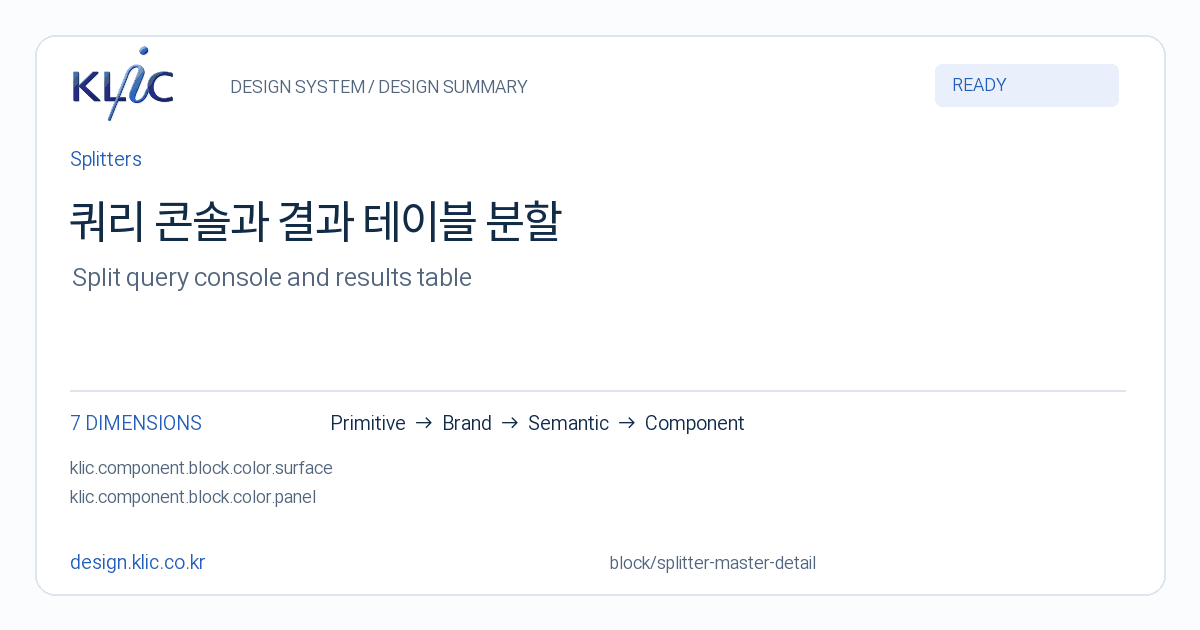 KLIC
DESIGN SYSTEM / DESIGN SUMMARY
READY
Splitters
쿼리 콘솔과 결과 테이블 분할
Split query console and results table
7 DIMENSIONS
Primitive → Brand → Semantic → Component
klic.component.block.color.surface
klic.component.block.color.panel
design.klic.co.kr
block/splitter-master-detail